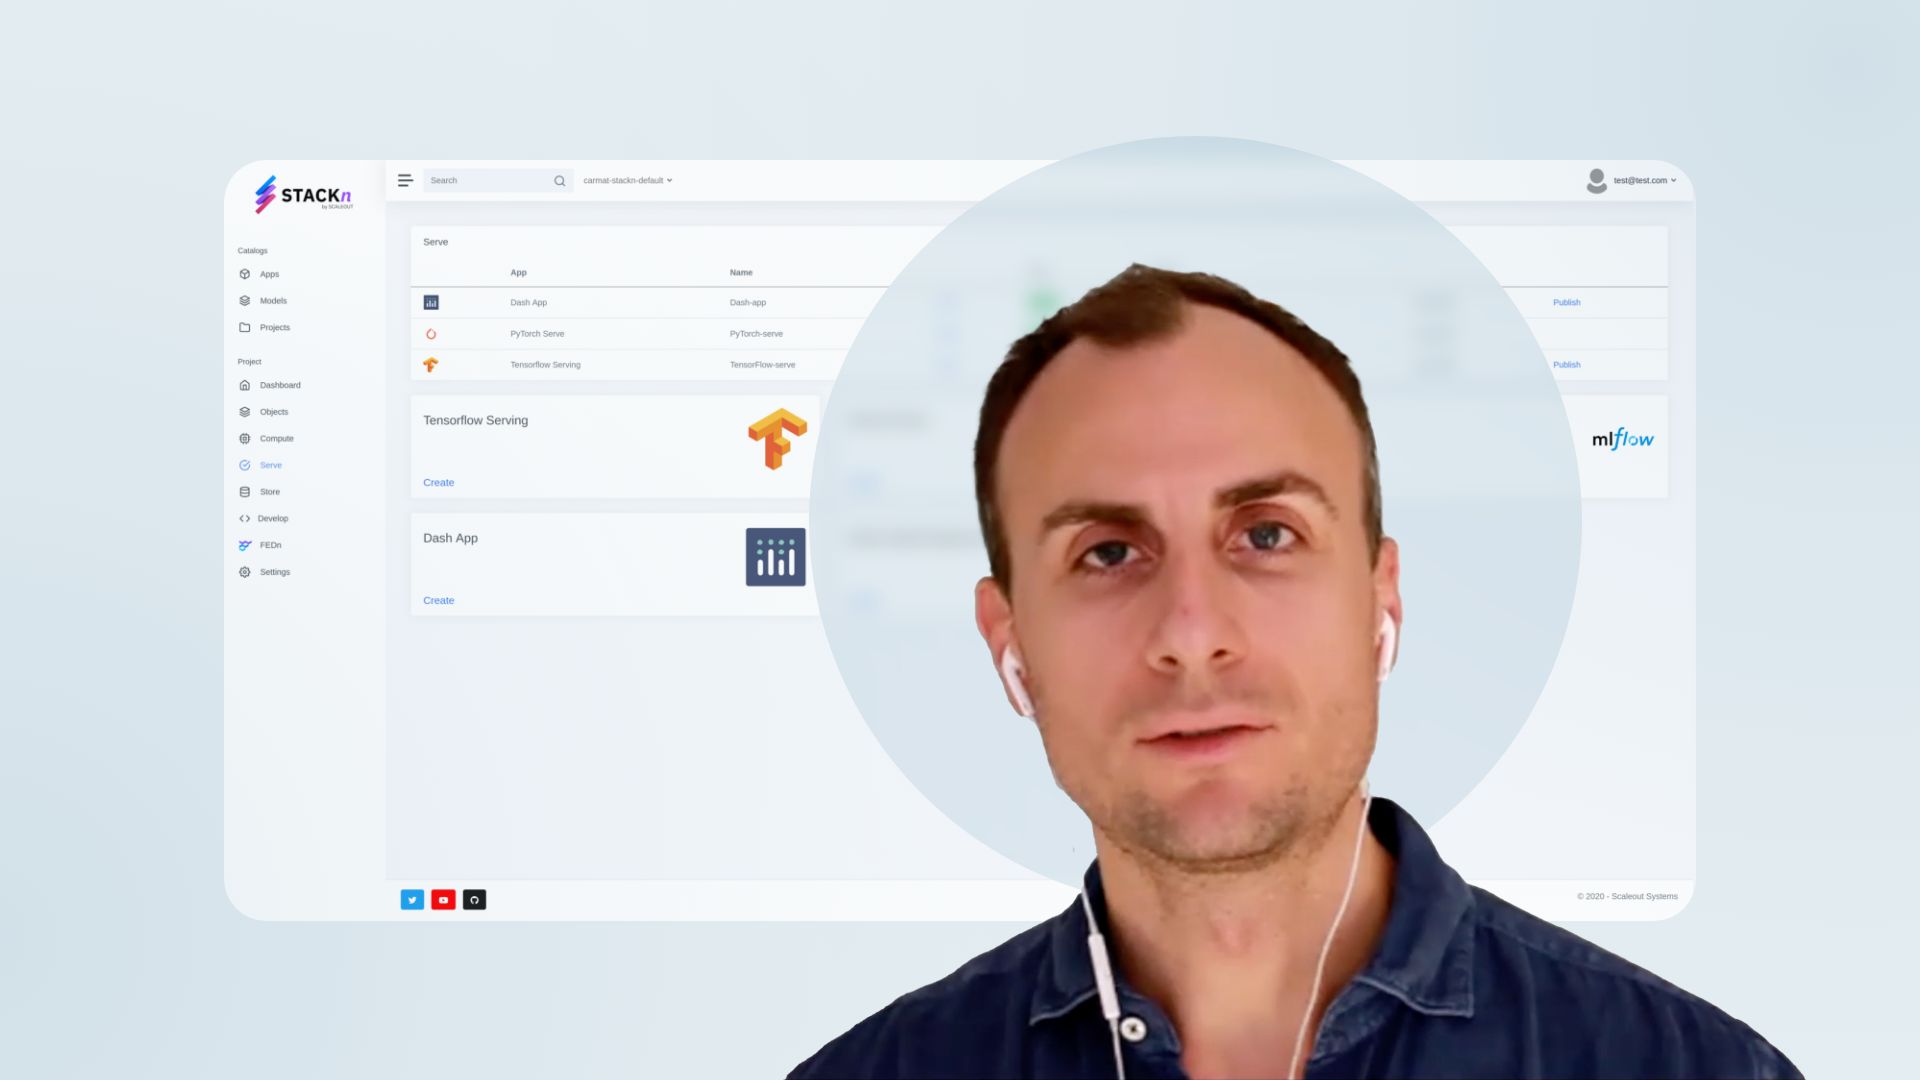 STACKn
by SCALEOUT
Search
carmat-stackn-default
test@test.com
Catalogs
Apps
Models
Projects
Project
Dashboard
Objects
Compute
Serve
Store
Develop
FEDn
Settings
Serve
App Name
Dash App Dash-app Publish
PyTorch Serve PyTorch-serve
Tensorflow Serving TensorFlow-serve Publish
Tensorflow Serving
Create
mlflow
Dash App
Create
© 2020 - Scaleout Systems